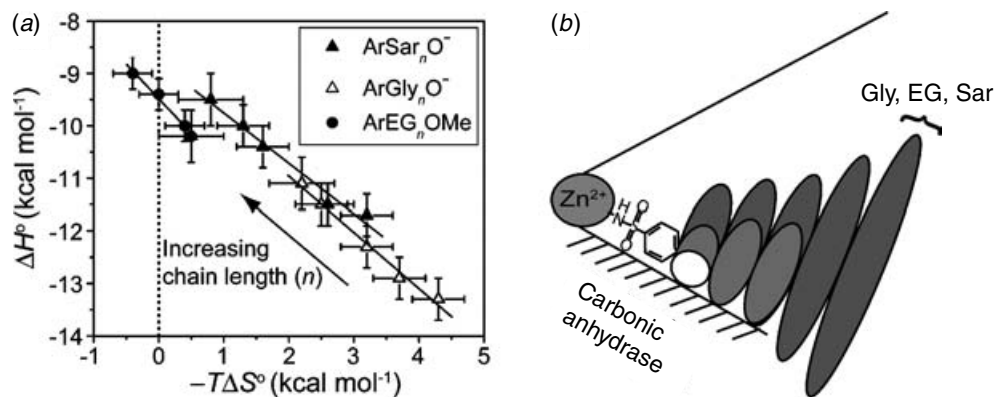 (a)
-8
-9
-10
-11
-12
-13
-14
ΔH° (kcal mol⁻¹)
ArSarₙO⁻
ArGlyₙO⁻
ArEGₙOMe
Increasing
chain length (n)
-1 0 1 2 3 4 5
−TΔS° (kcal mol⁻¹)
(b)
Gly, EG, Sar
Zn²⁺
H
N
S
O
O
Carbonic
anhydrase